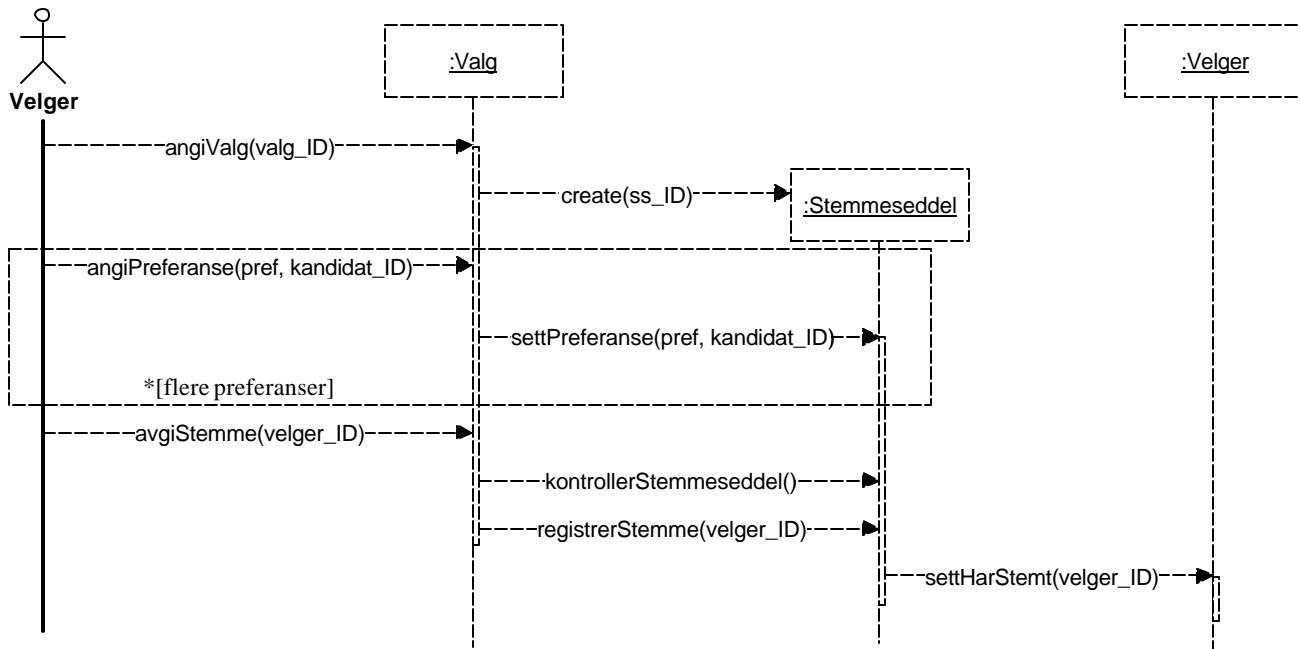 :Valg
:Velger
Velger
angiValg(valg_ID)
create(ss_ID)
:Stemmeseddel
angiPreferanse(pref, kandidat_ID)
settPreferanse(pref, kandidat_ID)
*[flere preferanser]
avgiStemme(velger_ID)
kontrollerStemmeseddel()
registrerStemme(velger_ID)
settHarStemt(velger_ID)